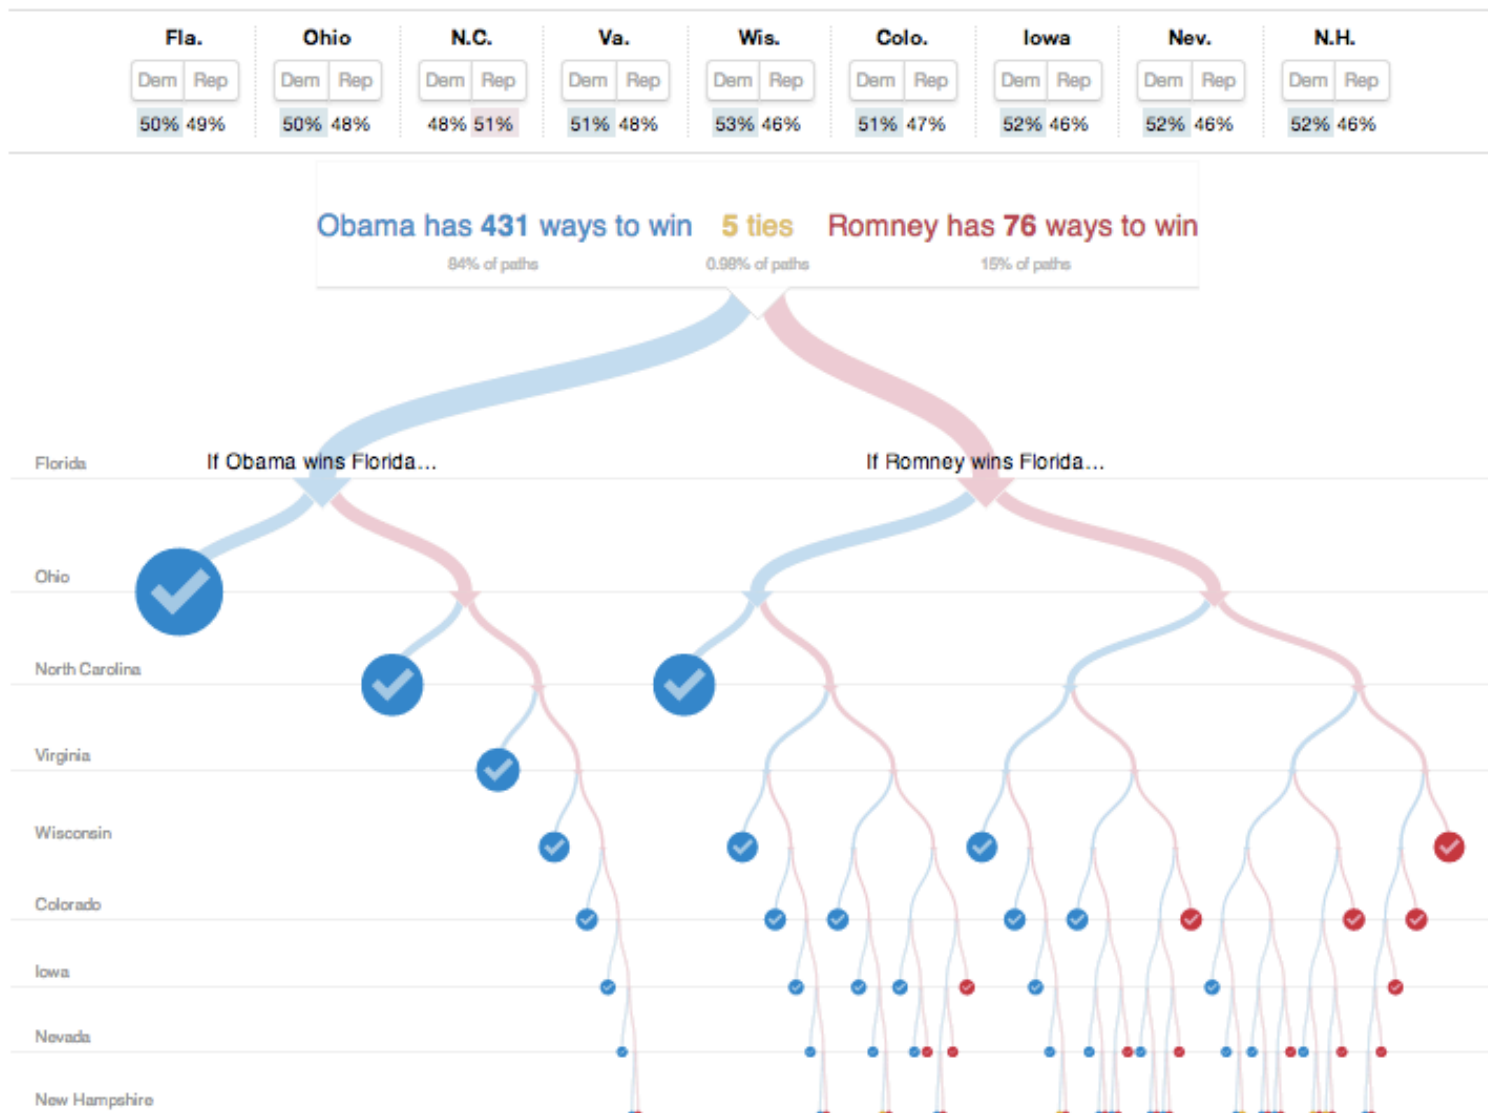 Fla. Ohio N.C. Va. Wis. Colo. Iowa Nev. N.H.
Dem Rep Dem Rep Dem Rep Dem Rep Dem Rep Dem Rep Dem Rep Dem Rep Dem Rep
50% 49% 50% 48% 48% 51% 51% 48% 53% 46% 51% 47% 52% 46% 52% 46% 52% 46%
Obama has 431 ways to win 5 ties Romney has 76 ways to win
84% of paths 0.98% of paths 15% of paths
Florida If Obama wins Florida... If Romney wins Florida...
Ohio
North Carolina
Virginia
Wisconsin
Colorado
Iowa
Nevada
New Hampshire